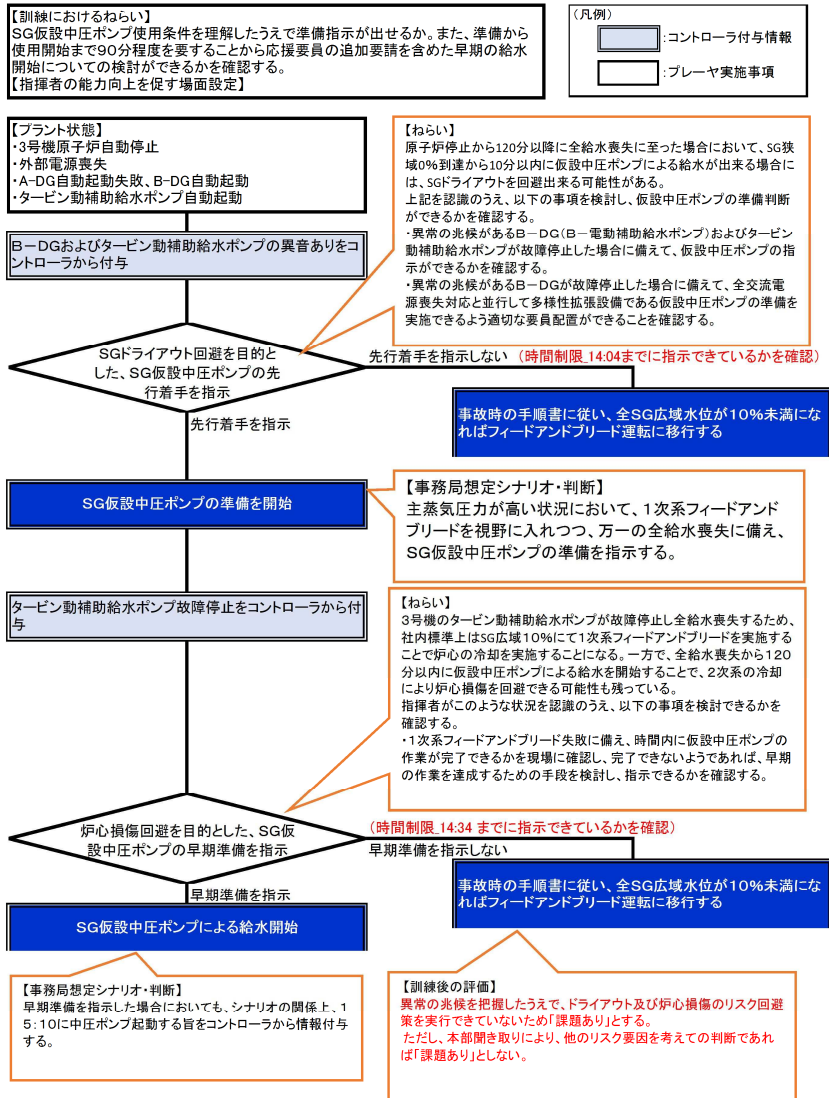 【訓練におけるねらい】
SG仮設中圧ポンプ使用条件を理解したうえで準備指示が出せるか。また、準備から
使用開始まで90分程度を要することから応援要員の追加要請を含めた早期の給水
開始についての検討ができるかを確認する。
【指揮者の能力向上を促す場面設定】
（凡例）
：コントローラ付与情報
：プレーヤ実施事項
【プラント状態】
・3号機原子炉自動停止
・外部電源喪失
・A-DG自動起動失敗、B-DG自動起動
・タービン動補助給水ポンプ自動起動
【ねらい】
原子炉停止から120分以降に全給水喪失に至った場合において、SG狭
域0％到達から10分以内に仮設中圧ポンプによる給水が出来る場合に
は、SGドライアウトを回避出来る可能性がある。
上記を認識のうえ、以下の事項を検討し、仮設中圧ポンプの準備判断
ができるかを確認する。
・異常の兆候があるB－DG（B－電動補助給水ポンプ）およびタービン
動補助給水ポンプが故障停止した場合に備えて、仮設中圧ポンプの指
示ができるかを確認する。
・異常の兆候があるB－DGが故障停止した場合に備えて、全交流電
源喪失対応と並行して多様性拡張設備である仮設中圧ポンプの準備を
実施できるよう適切な要員配置ができることを確認する。
B－DGおよびタービン動補助給水ポンプの異音ありをコ
ントローラから付与
SGドライアウト回避を目的と
した、SG仮設中圧ポンプの先
行着手を指示
先行着手を指示しない （時間制限_14:04までに指示できているかを確認）
事故時の手順書に従い、全SG広域水位が10％未満にな
ればフィードアンドブリード運転に移行する
先行着手を指示
SG仮設中圧ポンプの準備を開始
【事務局想定シナリオ・判断】
主蒸気圧力が高い状況において、1次系フィードアンド
ブリードを視野に入れつつ、万一の全給水喪失に備え、
SG仮設中圧ポンプの準備を指示する。
タービン動補助給水ポンプ故障停止をコントローラから付
与
【ねらい】
3号機のタービン動補助給水ポンプが故障停止し全給水喪失するため、
社内標準上はSG広域10％にて1次系フィードアンドブリードを実施する
ことで炉心の冷却を実施することになる。一方で、全給水喪失から120
分以内に仮設中圧ポンプによる給水を開始することで、2次系の冷却
により炉心損傷を回避できる可能性も残っている。
指揮者がこのような状況を認識のうえ、以下の事項を検討できるかを
確認する。
・1次系フィードアンドブリード失敗に備え、時間内に仮設中圧ポンプの
作業が完了できるかを現場に確認し、完了できないようであれば、早期
の作業を達成するための手段を検討し、指示できるかを確認する。
炉心損傷回避を目的とした、SG仮
設中圧ポンプの早期準備を指示
（時間制限_14:34 までに指示できているかを確認）
早期準備を指示しない
事故時の手順書に従い、全SG広域水位が10％未満にな
ればフィードアンドブリード運転に移行する
早期準備を指示
SG仮設中圧ポンプによる給水開始
【事務局想定シナリオ・判断】
早期準備を指示した場合においても、シナリオの関係上、1
5：10に中圧ポンプ起動する旨をコントローラから情報付与
する。
【訓練後の評価】
異常の兆候を把握したうえで、ドライアウト及び炉心損傷のリスク回避
策を実行できていないため「課題あり」とする。
ただし、本部聞き取りにより、他のリスク要因を考えての判断であれ
ば「課題あり」としない。